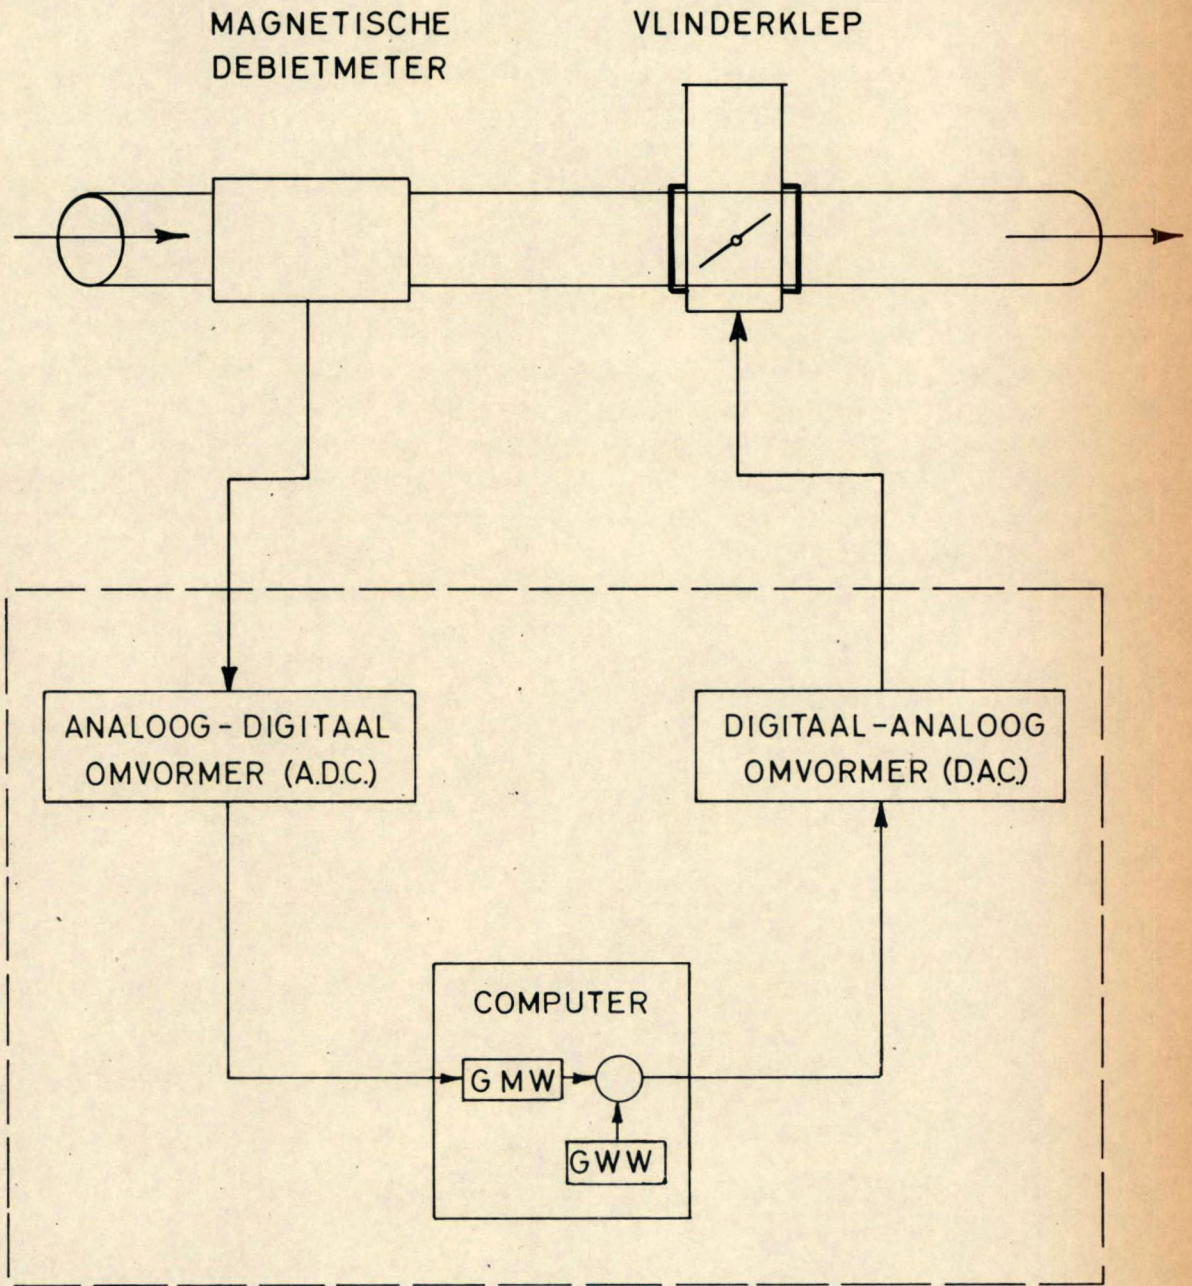 MAGNETISCHE
DEBIETMETER
VLINDERKLEP
ANALOOG-DIGITAAL
OMVORMER (A.D.C.)
DIGITAAL-ANALOOG
OMVORMER (D.A.C.)
COMPUTER
GMW
GWW